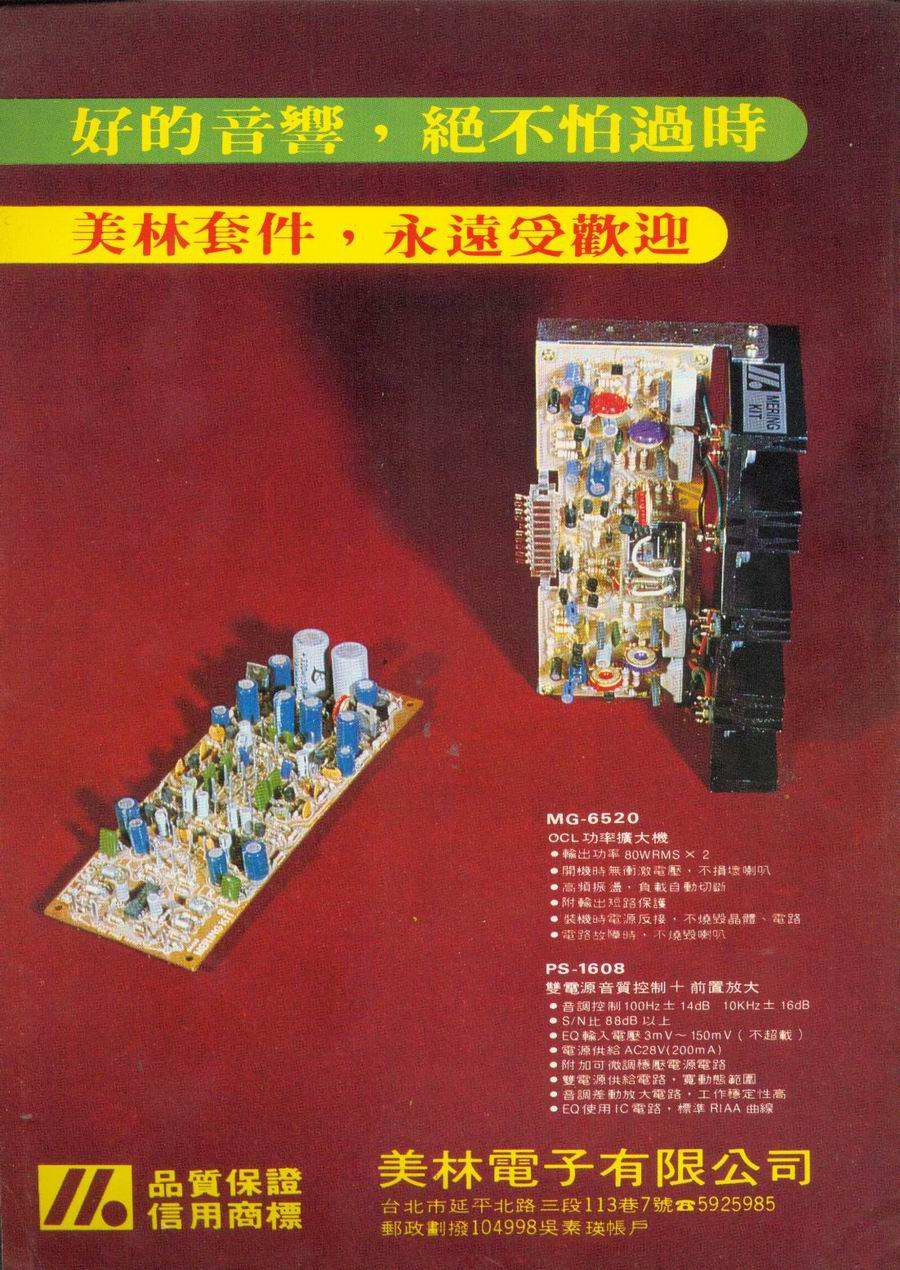 好的音響，絕不怕過時
美林套件，永遠受歡迎
MERING
KIT
MG-6520
OCL功率擴大機
●輸出功率 80WRMS × 2
●開機時無衝激電壓，不損壞喇叭
●高頻振盪，負載自動切斷
●附輸出短路保護
●裝機時電源反接，不燒毀晶體、電路
●電路故障時，不燒毀喇叭
MERING KIT
PS-1608
雙電源音質控制＋前置放大
●音調控制100Hz±14dB 10KHz±16dB
●S/N比 88dB 以上
●EQ輸入電壓3mV～150mV（不超載）
●電源供給AC28V(200mA)
●附加可微調穩壓電源電路
●雙電源供給電路，寬動態範圍
●音調差動放大電路，工作穩定性高
●EQ使用IC電路，標準RIAA曲線
品質保證
信用商標
美林電子有限公司
台北市延平北路三段113巷7號☎5925985
郵政劃撥104998吳素瑛帳戶